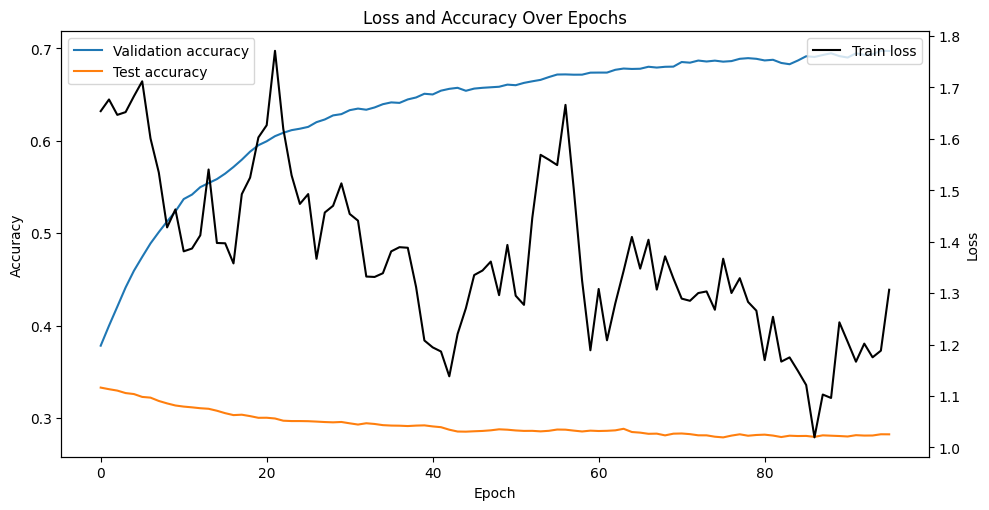 Loss and Accuracy Over Epochs
Validation accuracy
Test accuracy
Train loss
0.7
0.6
0.5
0.4
0.3
Accuracy
1.8
1.7
1.6
1.5
1.4
1.3
1.2
1.1
1.0
Loss
0 20 40 60 80
Epoch